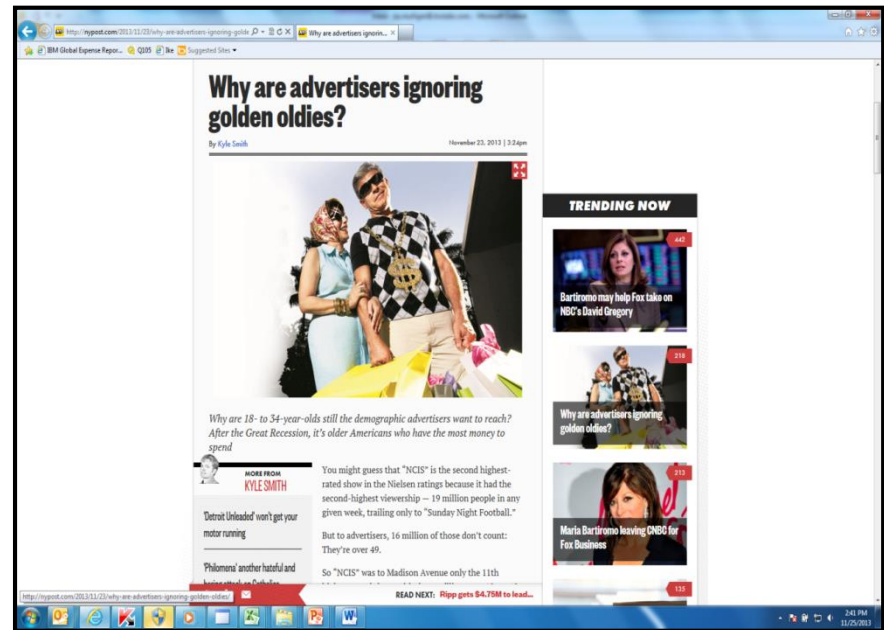 http://nypost.com/2013/11/23/why-are-advertisers-ignoring-golde
Why are advertisers ignorin...
IBM Global Expense Repor...
Q105
Ike
Suggested Sites
Why are advertisers ignoring
golden oldies?
By Kyle Smith
November 23, 2013 | 3:24pm
TRENDING NOW
442
Bartiromo may help Fox take on
NBC's David Gregory
218
Why are advertisers ignoring
golden oldies?
213
Maria Bartiromo leaving CNBC for
Fox Business
135
Why are 18- to 34-year-olds still the demographic advertisers want to reach?
After the Great Recession, it's older Americans who have the most money to
spend
MORE FROM
KYLE SMITH
'Detroit Unleaded' won't get your
motor running
'Philomena' another hateful and
You might guess that "NCIS" is the second highest-
rated show in the Nielsen ratings because it had the
second-highest viewership — 19 million people in any
given week, trailing only to "Sunday Night Football."
But to advertisers, 16 million of those don't count:
They're over 49.
So "NCIS" was to Madison Avenue only the 11th
READ NEXT: Ripp gets $4.75M to lead...
http://nypost.com/2013/11/23/why-are-advertisers-ignoring-golden-oldies/
2:41 PM
11/25/2013